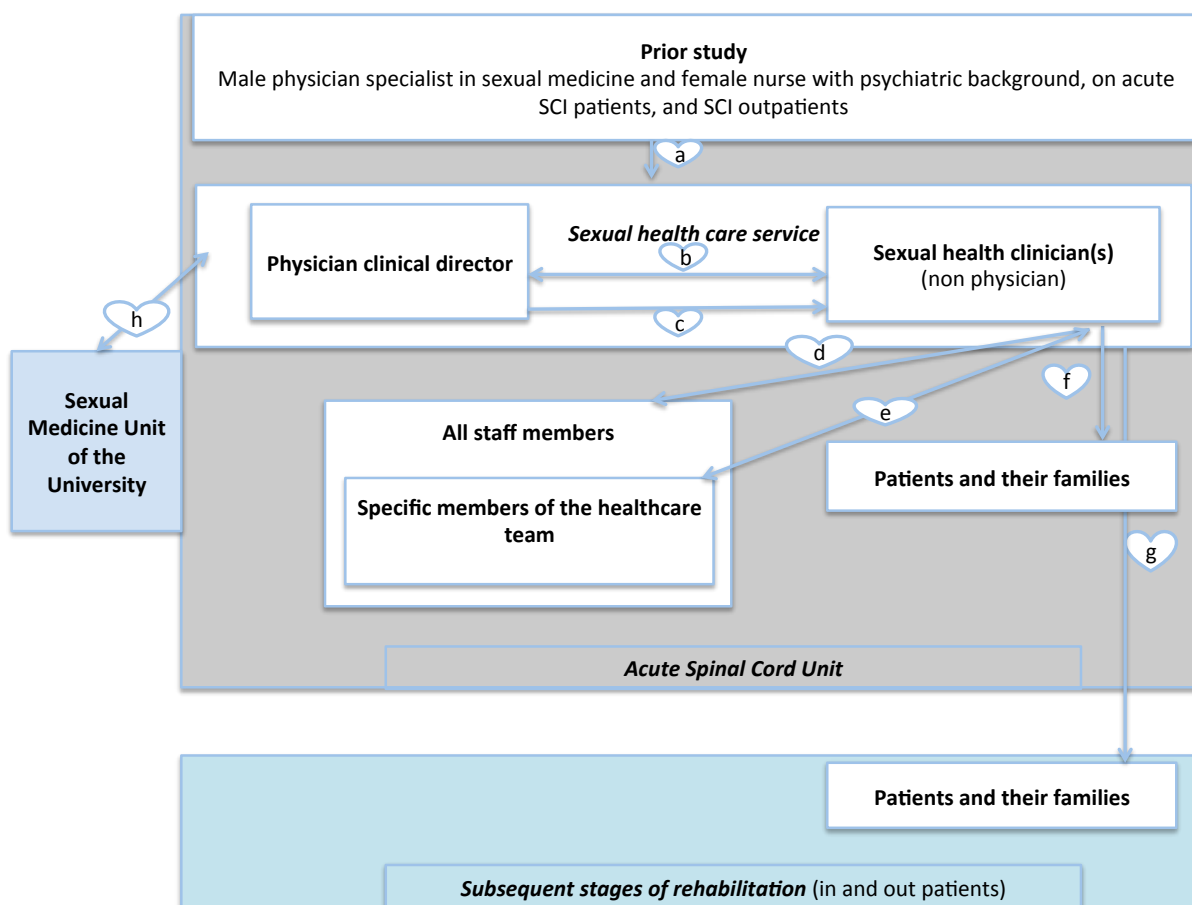 Prior study
Male physician specialist in sexual medicine and female nurse with psychiatric background, on acute
SCI patients, and SCI outpatients
a
Sexual health care service
Physician clinical director
b
Sexual health clinician(s)
(non physician)
c
h
d
f
e
Sexual
Medicine Unit
of the
University
All staff members
Specific members of the healthcare
team
Patients and their families
g
Acute Spinal Cord Unit
Patients and their families
Subsequent stages of rehabilitation (in and out patients)